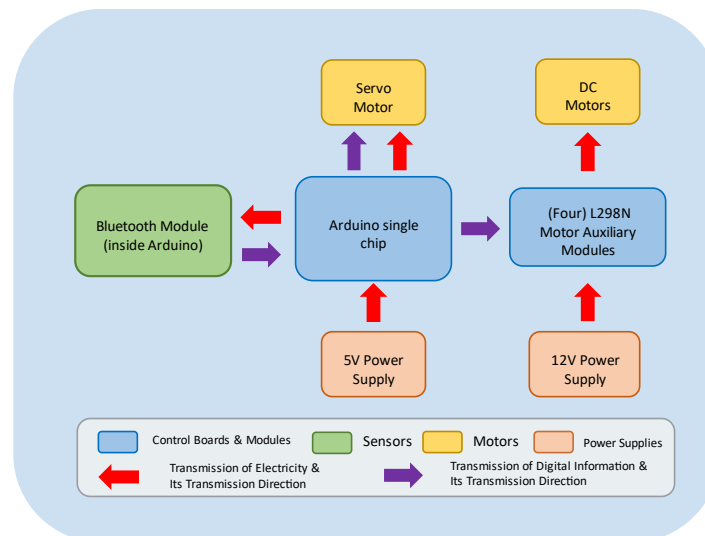 Servo
Motor
DC
Motors
Bluetooth Module
(inside Arduino)
Arduino single
chip
(Four) L298N
Motor Auxiliary
Modules
5V Power
Supply
12V Power
Supply
Control Boards & Modules
Sensors
Motors
Power Supplies
Transmission of Electricity &
Its Transmission Direction
Transmission of Digital Information &
Its Transmission Direction